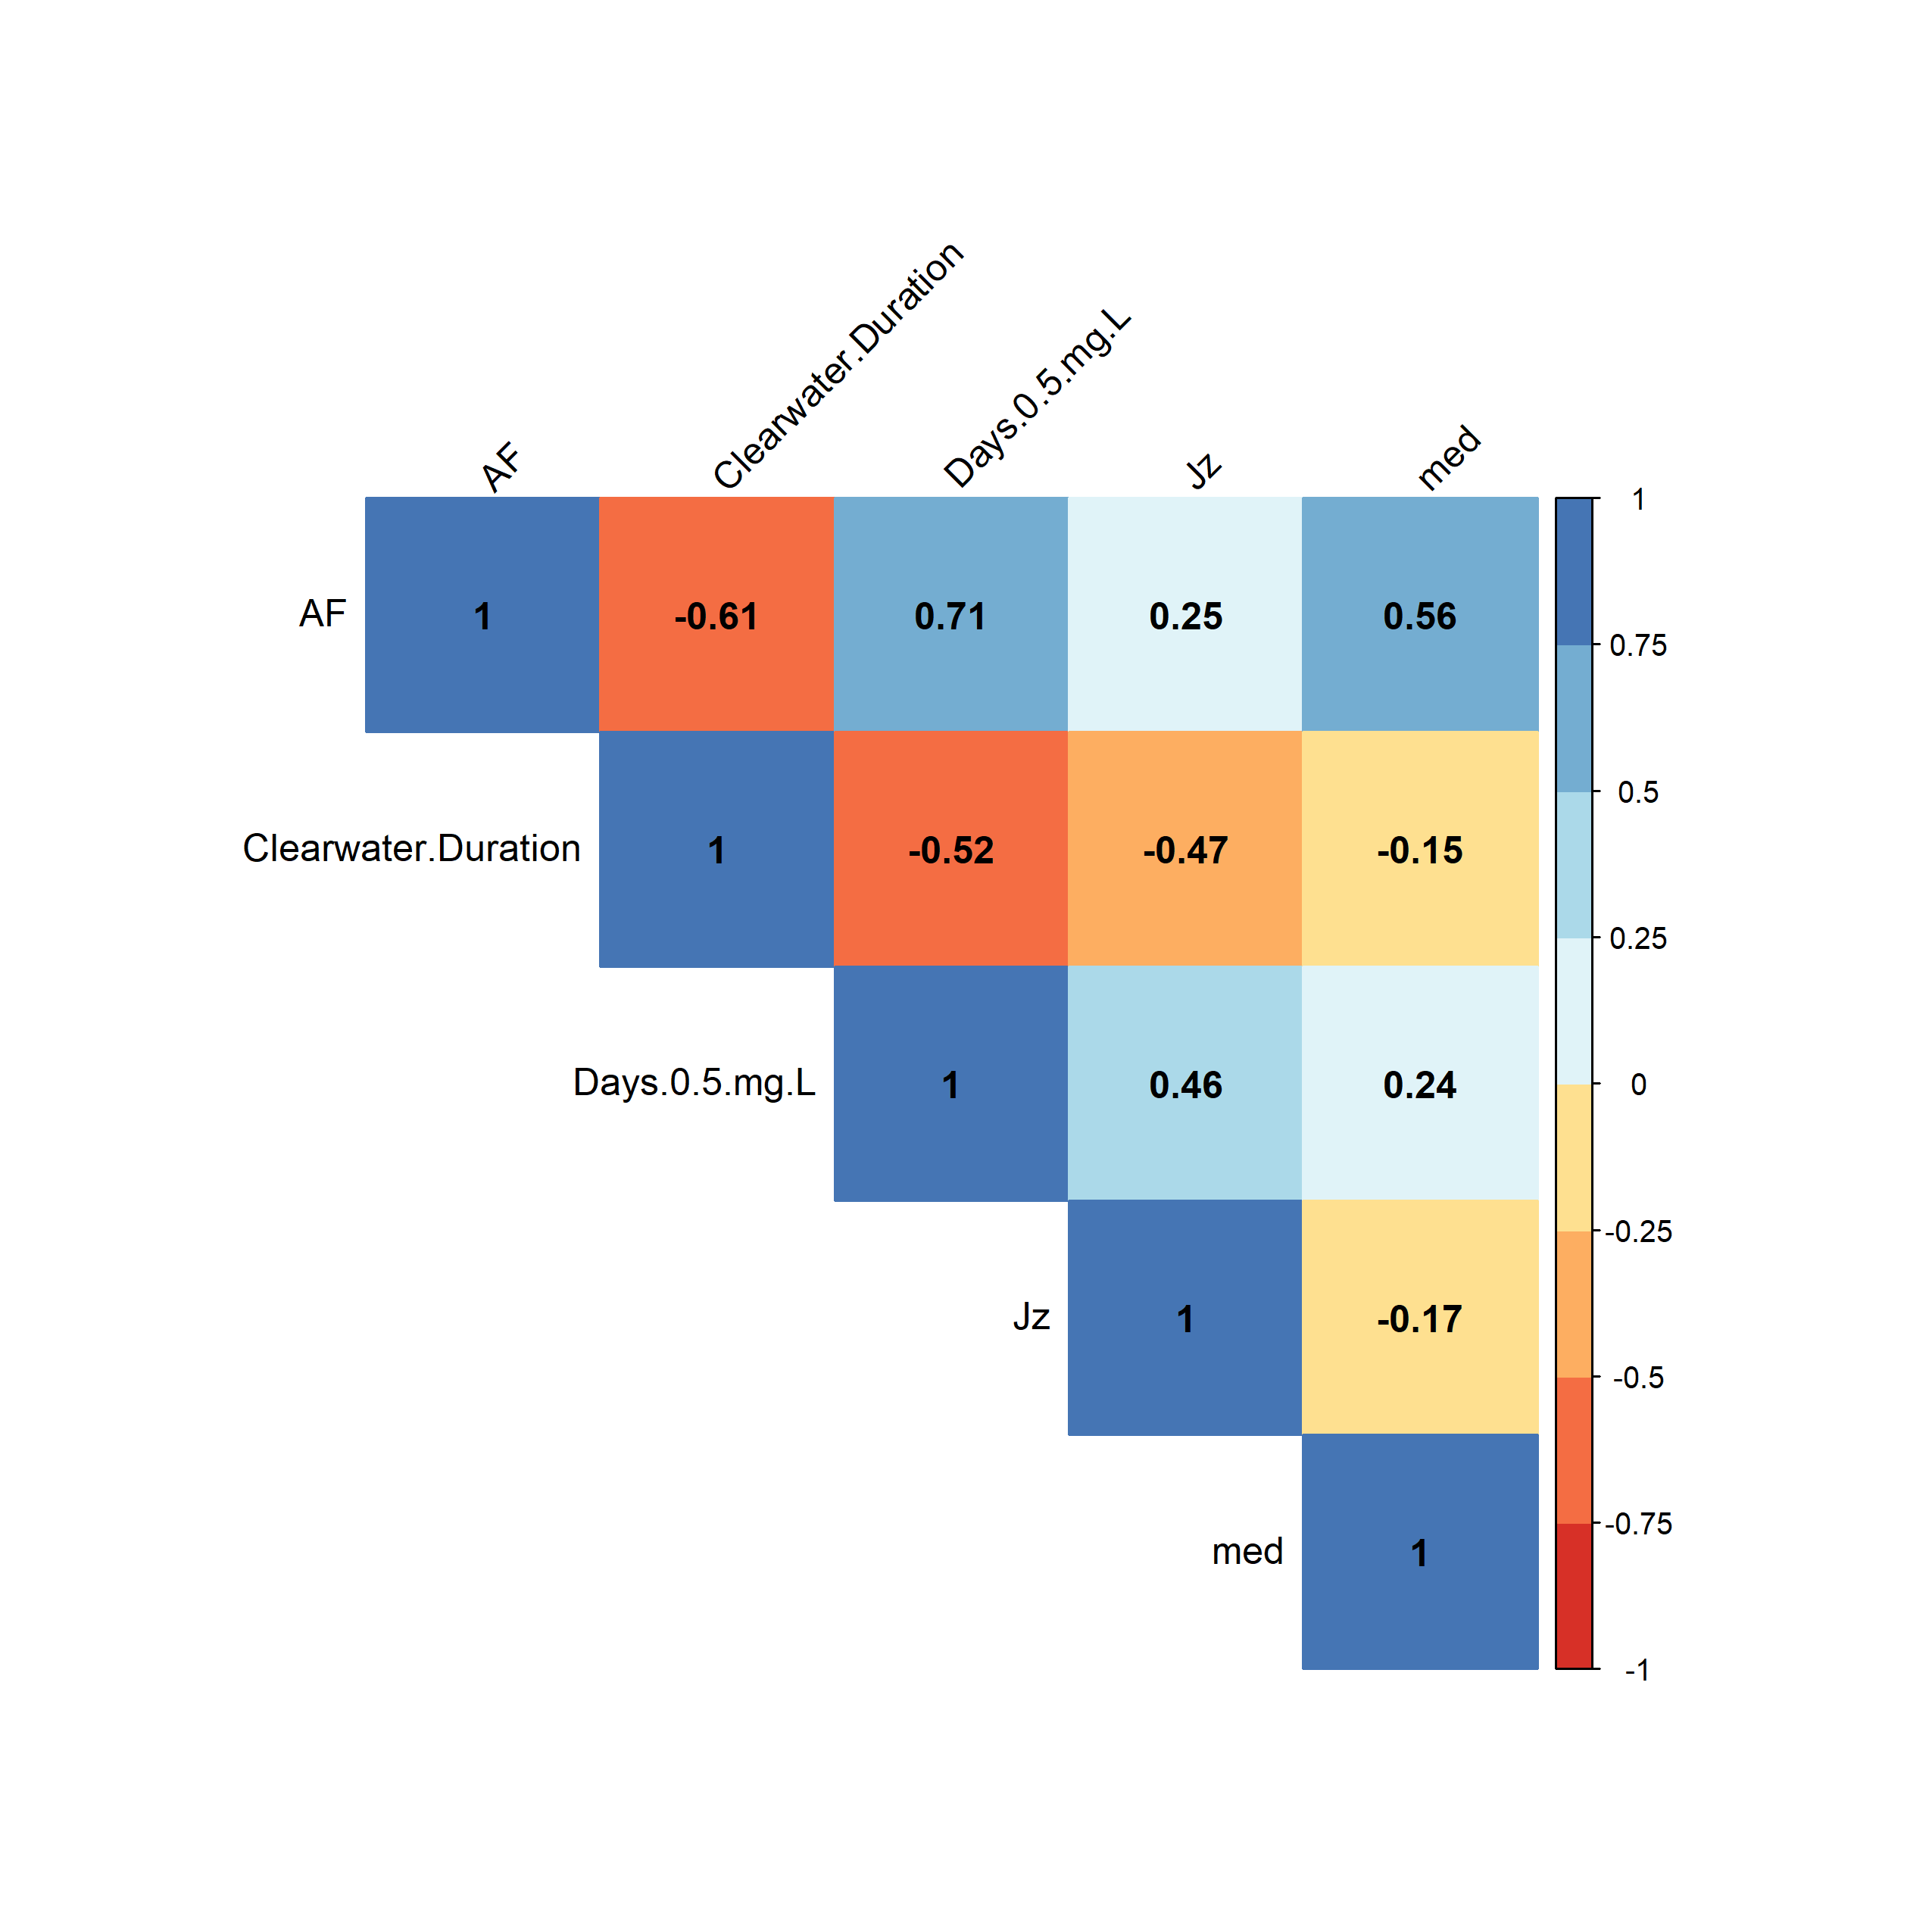 AF Clearwater.Duration Days.0.5.mg.L Jz med
AF 1 -0.61 0.71 0.25 0.56
Clearwater.Duration 1 -0.52 -0.47 -0.15
Days.0.5.mg.L 1 0.46 0.24
Jz 1 -0.17
med 1
1
0.75
0.5
0.25
0
-0.25
-0.5
-0.75
-1